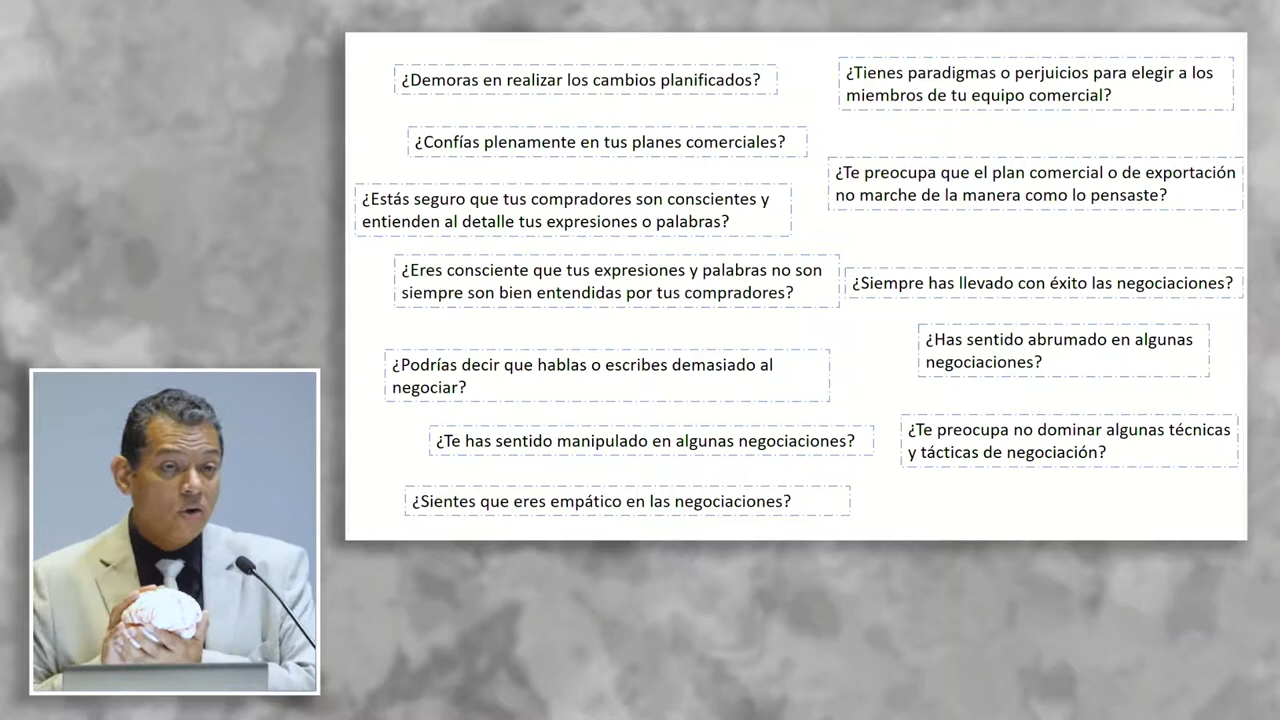 ¿Demoras en realizar los cambios planificados?
¿Confías plenamente en tus planes comerciales?
¿Estás seguro que tus compradores son conscientes y
entienden al detalle tus expresiones o palabras?
¿Eres consciente que tus expresiones y palabras no son
siempre son bien entendidas por tus compradores?
¿Podrías decir que hablas o escribes demasiado al
negociar?
¿Te has sentido manipulado en algunas negociaciones?
¿Sientes que eres empático en las negociaciones?
¿Tienes paradigmas o perjuicios para elegir a los
miembros de tu equipo comercial?
¿Te preocupa que el plan comercial o de exportación
no marche de la manera como lo pensaste?
¿Siempre has llevado con éxito las negociaciones?
¿Has sentido abrumado en algunas
negociaciones?
¿Te preocupa no dominar algunas técnicas
y tácticas de negociación?